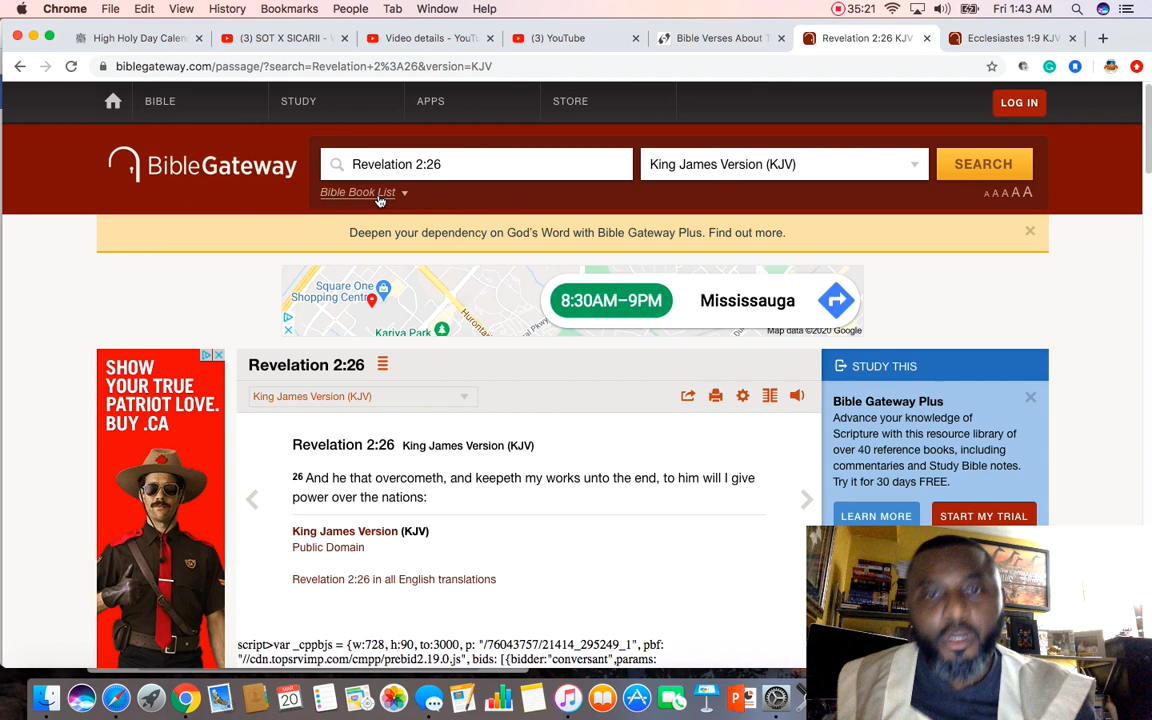 Chrome File Edit View History Bookmarks People Tab Window Help 35:21 Fri 1:43 AM
High Holy Day Calen (3) SOT X SICARII - Video details - YouTu (3) YouTube Bible Verses About T Revelation 2:26 KJV Ecclesiastes 1:9 KJV
biblegateway.com/passage/?search=Revelation+2%3A26&version=KJV
BIBLE STUDY APPS STORE LOG IN
BibleGateway Revelation 2:26 King James Version (KJV) SEARCH
Bible Book List A A A A A
Deepen your dependency on God's Word with Bible Gateway Plus. Find out more.
Square One
Shopping Centr
8:30AM–9PM Mississauga
Kariya Park
Map data ©2020 Google
SHOW
YOUR TRUE
PATRIOT LOVE.
BUY .CA
Revelation 2:26
King James Version (KJV)
Revelation 2:26 King James Version (KJV)
26 And he that overcometh, and keepeth my works unto the end, to him will I give
power over the nations:
King James Version (KJV)
Public Domain
Revelation 2:26 in all English translations
script>var _cppbjs = {w:728, h:90, to:3000, p: "/76043757/21414_295249_1", pbf:
"//cdn.topsrvimp.com/cmpp/prebid2.19.0.js", bids: [{bidder:"conversant",params:
STUDY THIS
Bible Gateway Plus
Advance your knowledge of
Scripture with this resource library of
over 40 reference books, including
commentaries and Study Bible notes.
Try it for 30 days FREE.
LEARN MORE START MY TRIAL
MAR
20